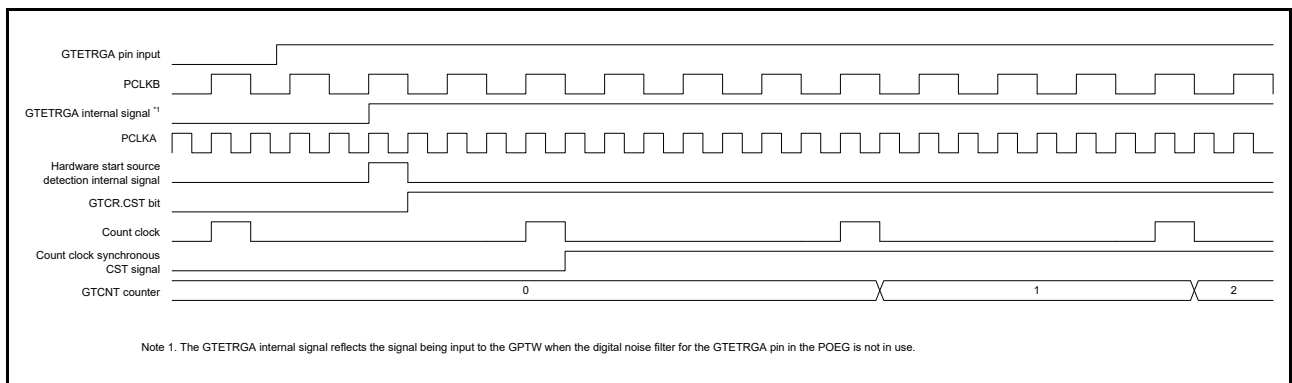 GTETRGA pin input
PCLKB
GTETRGA internal signal *1
PCLKA
Hardware start source
detection internal signal
GTCR.CST bit
Count clock
Count clock synchronous
CST signal
GTCNT counter
0
1
2
Note 1. The GTETRGA internal signal reflects the signal being input to the GPTW when the digital noise filter for the GTETRGA pin in the POEG is not in use.